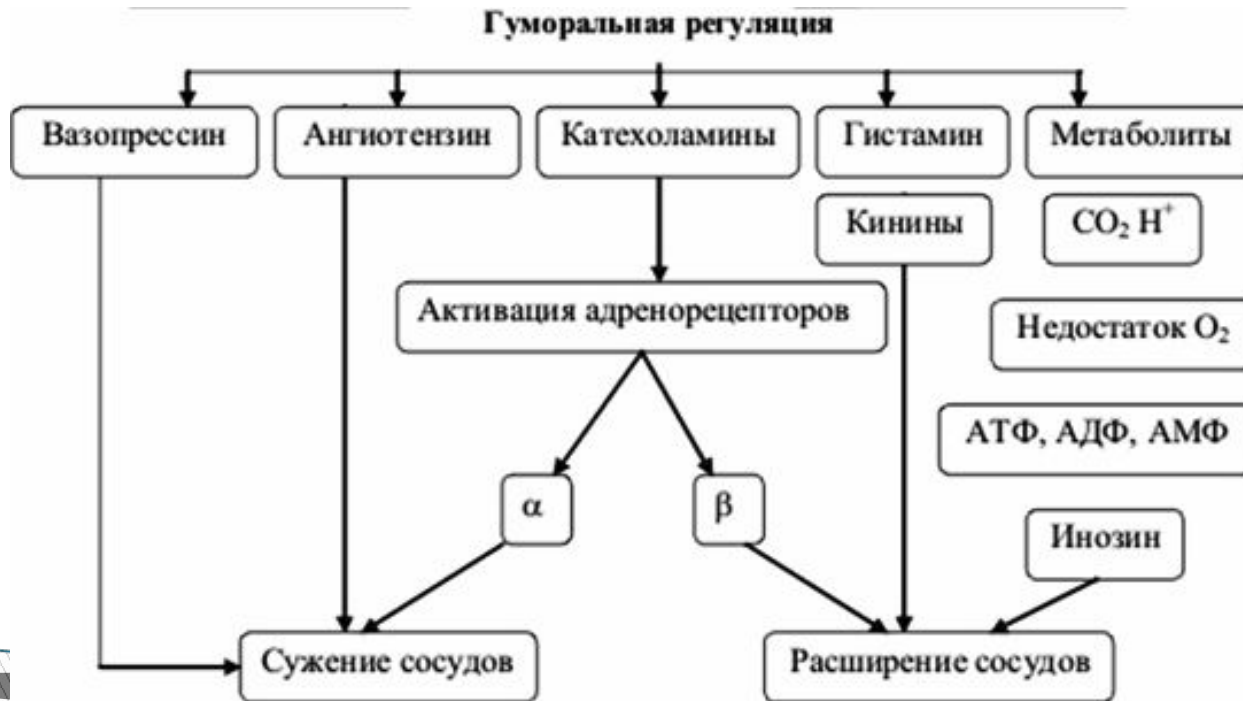 Гуморальная регуляция
Вазопрессин
Ангиотензин
Катехоламины
Гистамин
Метаболиты
Кинины
CO₂ H⁺
Активация адренорецепторов
Недостаток O₂
АТФ, АДФ, АМФ
α
β
Инозин
Сужение сосудов
Расширение сосудов